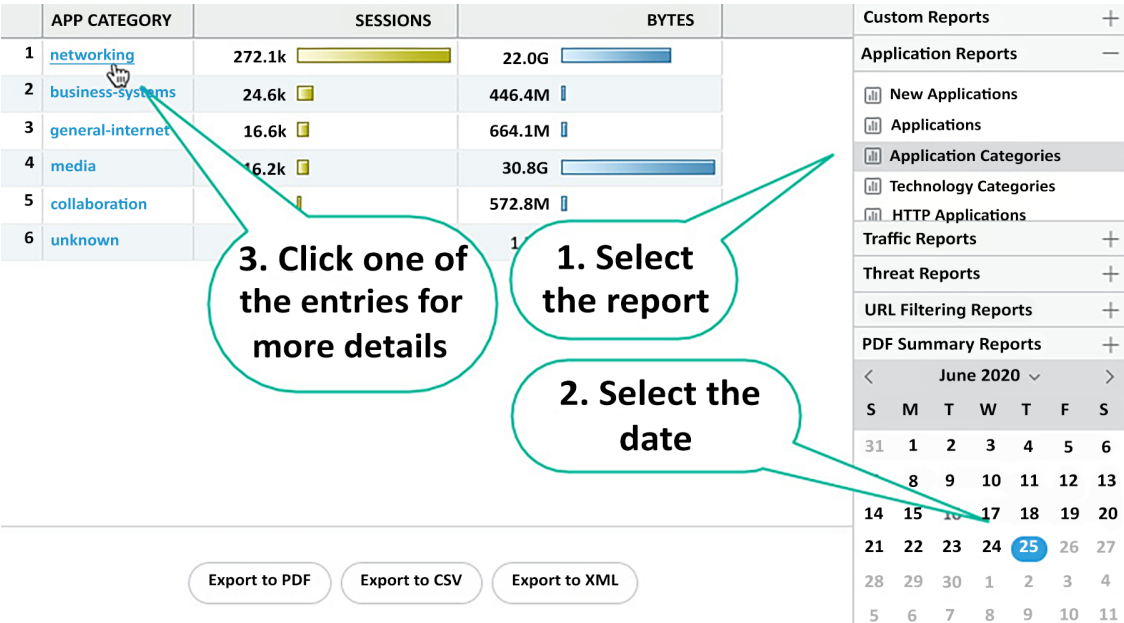 APP CATEGORY SESSIONS BYTES
1 networking 272.1k 22.0G
2 business-systems 24.6k 446.4M
3 general-internet 16.6k 664.1M
4 media 16.2k 30.8G
5 collaboration 572.8M
6 unknown
3. Click one of
the entries for
more details
1. Select
the report
2. Select the
date
Export to PDF Export to CSV Export to XML
Custom Reports
Application Reports
New Applications
Applications
Application Categories
Technology Categories
HTTP Applications
Traffic Reports
Threat Reports
URL Filtering Reports
PDF Summary Reports
June 2020
S M T W T F S
31 1 2 3 4 5 6
8 9 10 11 12 13
14 15 16 17 18 19 20
21 22 23 24 25 26 27
28 29 30 1 2 3 4
5 6 7 8 9 10 11